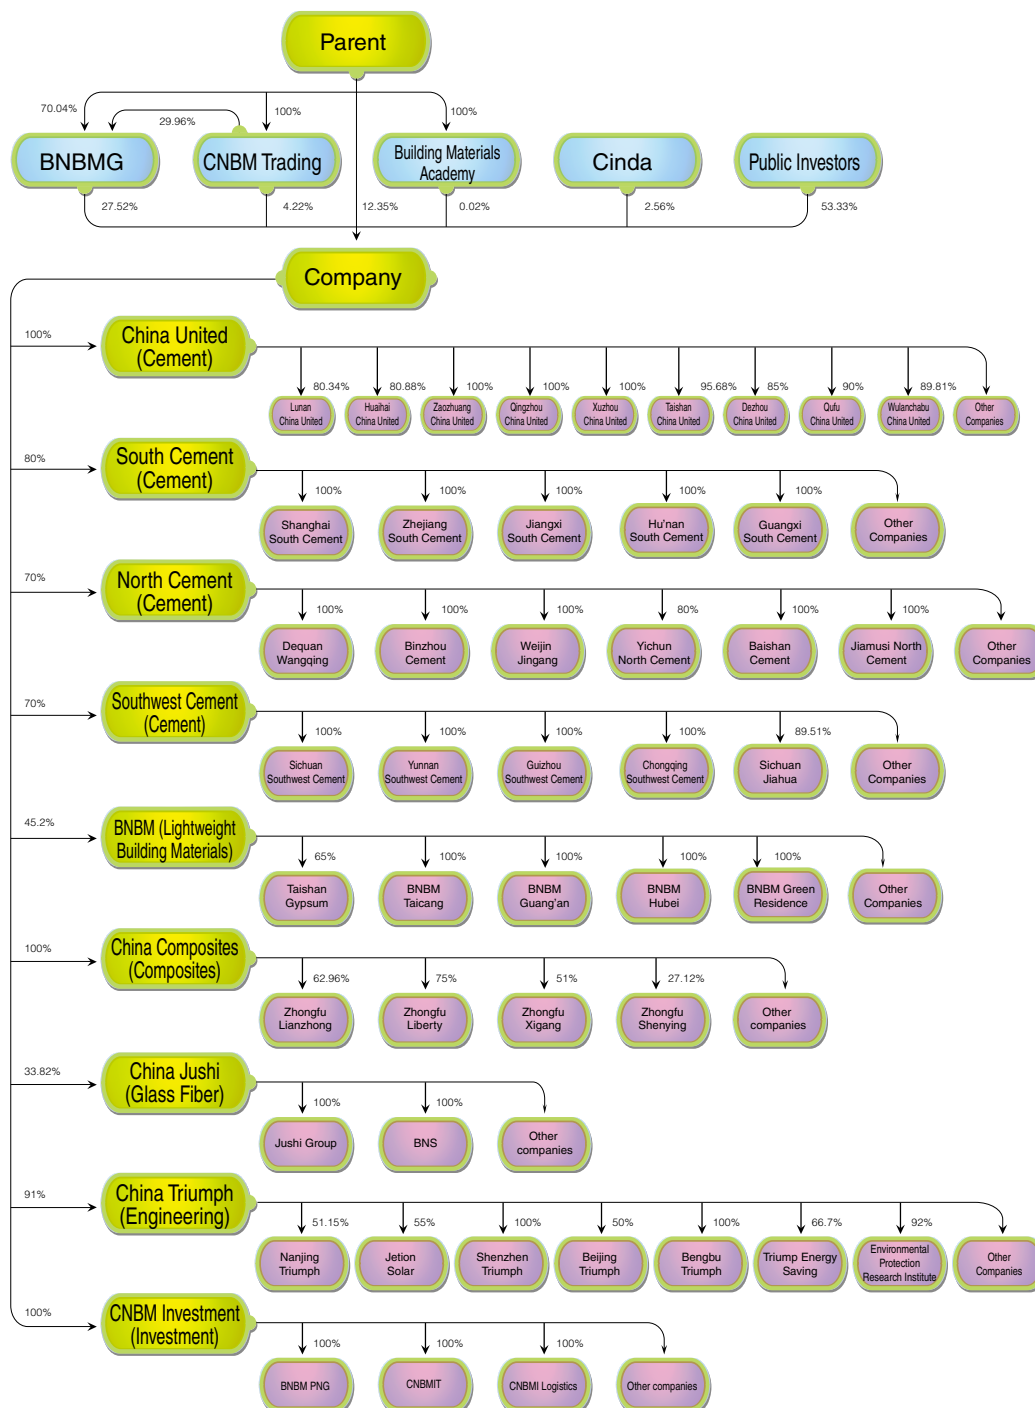 Parent
70.04%
29.96%
100%
100%
BNBMG
CNBM Trading
Building Materials
Academy
Cinda
Public Investors
27.52%
4.22%
12.35%
0.02%
2.56%
53.33%
Company
100%
China United
(Cement)
80.34%
80.88%
100%
100%
100%
95.68%
85%
90%
89.81%
Lunan
China United
Huaihai
China United
Zaozhuang
China United
Qingzhou
China United
Xuzhou
China United
Taishan
China United
Dezhou
China United
Qufu
China United
Wulanchabu
China United
Other
Companies
80%
South Cement
(Cement)
100%
100%
100%
100%
100%
Shanghai
South Cement
Zhejiang
South Cement
Jiangxi
South Cement
Hu'nan
South Cement
Guangxi
South Cement
Other
Companies
70%
North Cement
(Cement)
100%
100%
100%
80%
100%
100%
Dequan
Wangqing
Binzhou
Cement
Weijin
Jingang
Yichun
North Cement
Baishan
Cement
Jiamusi North
Cement
Other
Companies
70%
Southwest Cement
(Cement)
100%
100%
100%
100%
89.51%
Sichuan
Southwest Cement
Yunnan
Southwest Cement
Guizhou
Southwest Cement
Chongqing
Southwest Cement
Sichuan
Jiahua
Other
Companies
45.2%
BNBM (Lightweight
Building Materials)
65%
100%
100%
100%
100%
Taishan
Gypsum
BNBM
Taicang
BNBM
Guang'an
BNBM
Hubei
BNBM Green
Residence
Other
Companies
100%
China Composites
(Composites)
62.96%
75%
51%
27.12%
Zhongfu
Lianzhong
Zhongfu
Liberty
Zhongfu
Xigang
Zhongfu
Shenying
Other
companies
33.82%
China Jushi
(Glass Fiber)
100%
100%
Jushi Group
BNS
Other
companies
91%
China Triumph
(Engineering)
51.15%
55%
100%
50%
100%
66.7%
92%
Nanjing
Triumph
Jetion
Solar
Shenzhen
Triumph
Beijing
Triumph
Bengbu
Triumph
Triump Energy
Saving
Environmental
Protection
Research Institute
Other
Companies
100%
CNBM Investment
(Investment)
100%
100%
100%
BNBM PNG
CNBMIT
CNBMI Logistics
Other companies